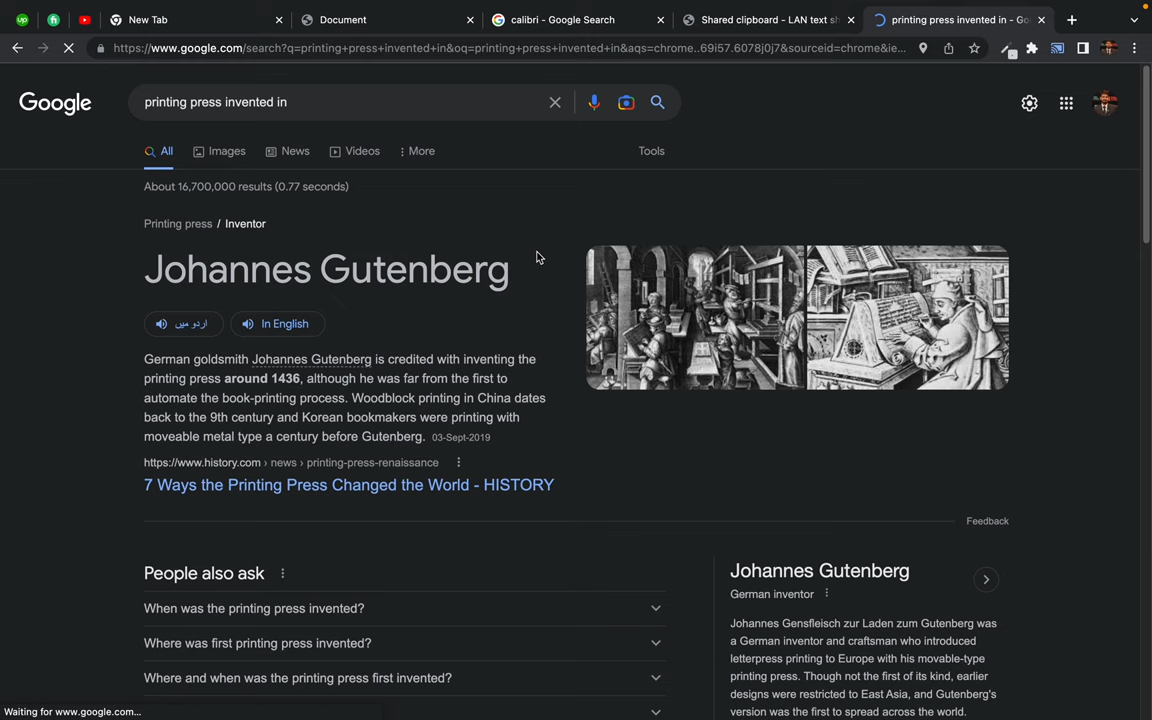 New Tab
Document
calibri - Google Search
Shared clipboard - LAN text sh
printing press invented in - Go
https://www.google.com/search?q=printing+press+invented+in&oq=printing+press+invented+in&aqs=chrome..69i57.6078j0j7&sourceid=chrome&ie...
Google
printing press invented in
All
Images
News
Videos
More
Tools
About 16,700,000 results (0.77 seconds)
Printing press / Inventor
Johannes Gutenberg
اردو میں
In English
German goldsmith Johannes Gutenberg is credited with inventing the
printing press around 1436, although he was far from the first to
automate the book-printing process. Woodblock printing in China dates
back to the 9th century and Korean bookmakers were printing with
moveable metal type a century before Gutenberg. 03-Sept-2019
https://www.history.com › news › printing-press-renaissance
7 Ways the Printing Press Changed the World - HISTORY
Feedback
People also ask
When was the printing press invented?
Where was first printing press invented?
Where and when was the printing press first invented?
Johannes Gutenberg
German inventor
Johannes Gensfleisch zur Laden zum Gutenberg was
a German inventor and craftsman who introduced
letterpress printing to Europe with his movable-type
printing press. Though not the first of its kind, earlier
designs were restricted to East Asia, and Gutenberg's
version was the first to spread across the world.
Waiting for www.google.com...